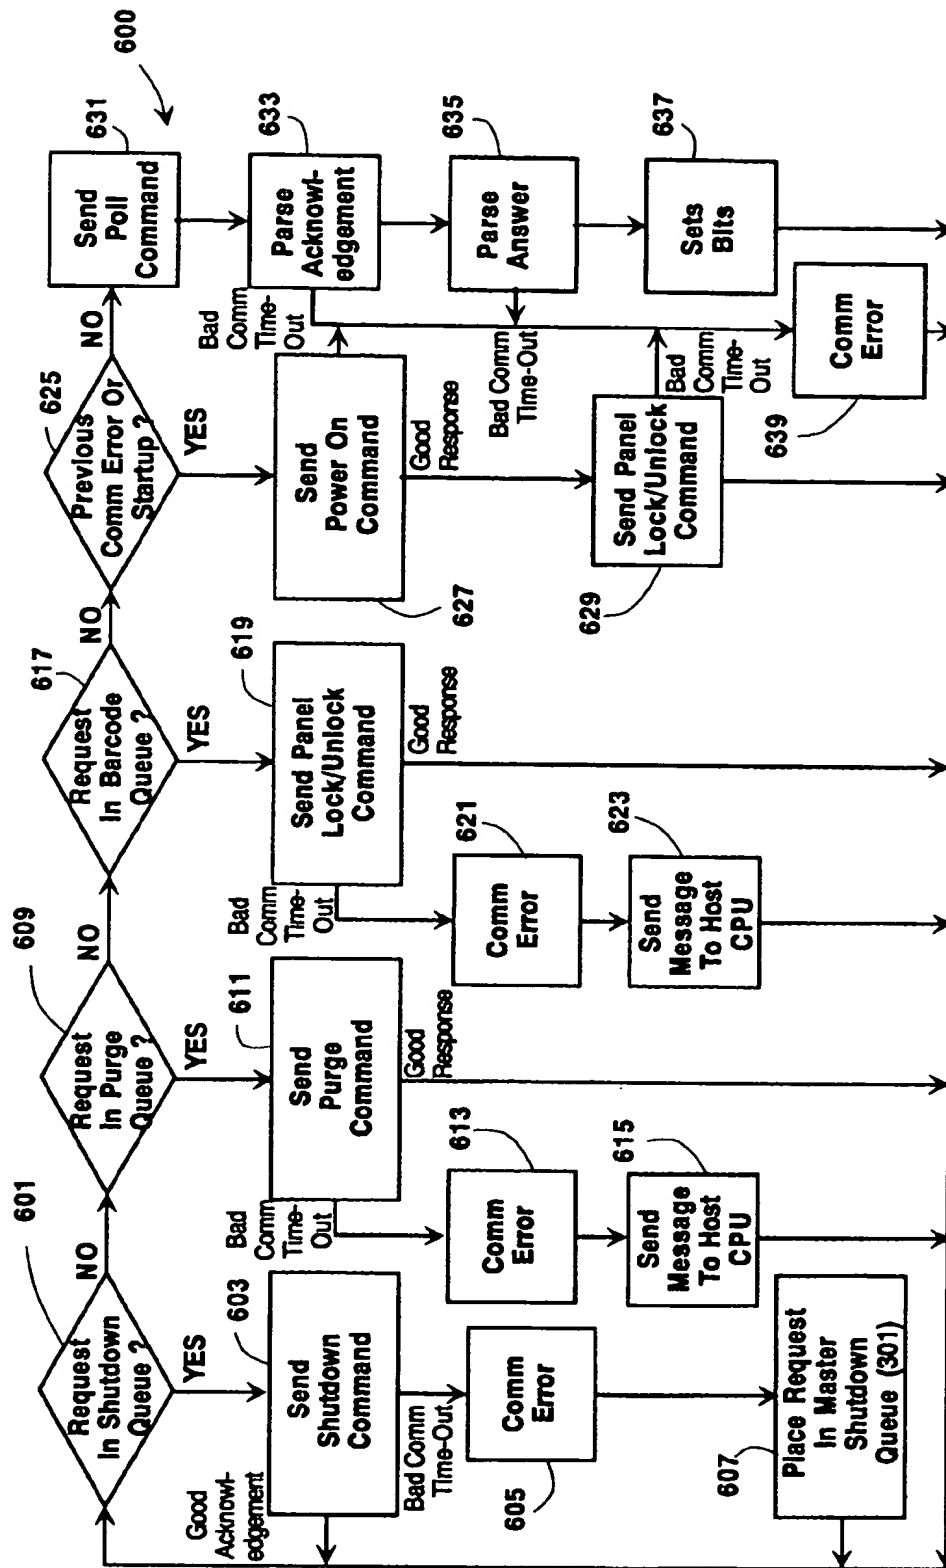 600
601
Request
In Shutdown
Queue ?
NO
YES
603
Send
Shutdown
Command
Good
Acknowl-
edgement
Bad Comm
Time-Out
Comm
Error
605
Place Request
In Master
Shutdown
Queue (301)
607
609
Request
In Purge
Queue ?
NO
YES
611
Send
Purge
Command
Good
Response
Bad
Comm
Time-
Out
613
Comm
Error
615
Send
Message
To Host
CPU
617
Request
In Barcode
Queue ?
NO
YES
619
Send Panel
Lock/Unlock
Command
Good
Response
Bad
Comm
Time-
Out
621
Comm
Error
623
Send
Message
To Host
CPU
625
Previous
Comm Error Or
Startup ?
NO
YES
Send
Power On
Command
627
Good
Response
Send Panel
Lock/Unlock
Command
629
Bad
Comm
Time-
Out
631
Send
Poll
Command
633
Parse
Acknowl-
edgement
Bad
Comm
Time-
Out
635
Parse
Answer
Bad Comm
Time-Out
637
Sets
Bits
Comm
Error
639